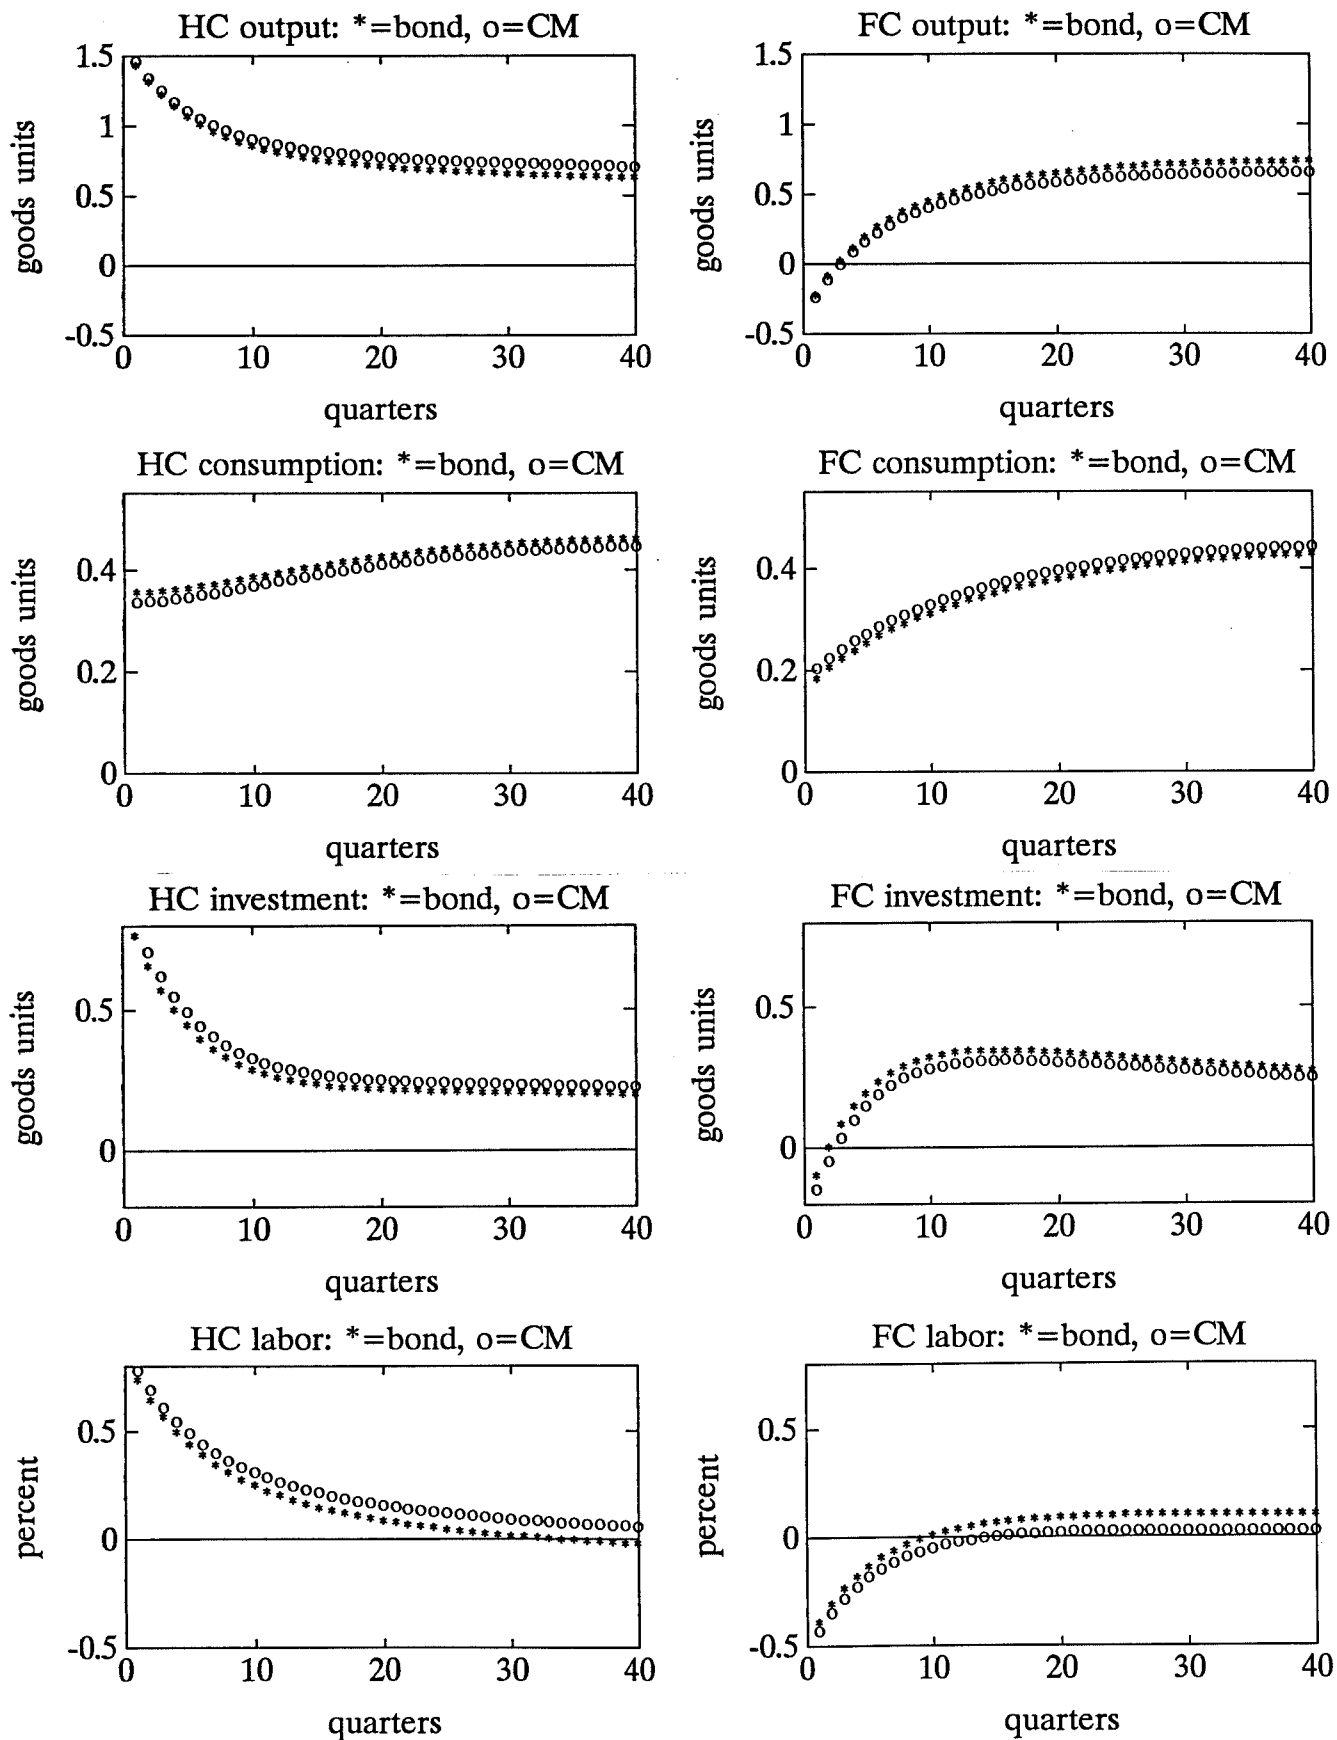 HC output: *=bond, o=CM
FC output: *=bond, o=CM
goods units
1.5
1
0.5
0
-0.5
0 10 20 30 40
quarters
goods units
1.5
1
0.5
0
-0.5
0 10 20 30 40
quarters
HC consumption: *=bond, o=CM
FC consumption: *=bond, o=CM
goods units
0.4
0.2
0
0 10 20 30 40
quarters
goods units
0.4
0.2
0
0 10 20 30 40
quarters
HC investment: *=bond, o=CM
FC investment: *=bond, o=CM
goods units
0.5
0
0 10 20 30 40
quarters
goods units
0.5
0
0 10 20 30 40
quarters
HC labor: *=bond, o=CM
FC labor: *=bond, o=CM
percent
0.5
0
-0.5
0 10 20 30 40
quarters
percent
0.5
0
-0.5
0 10 20 30 40
quarters